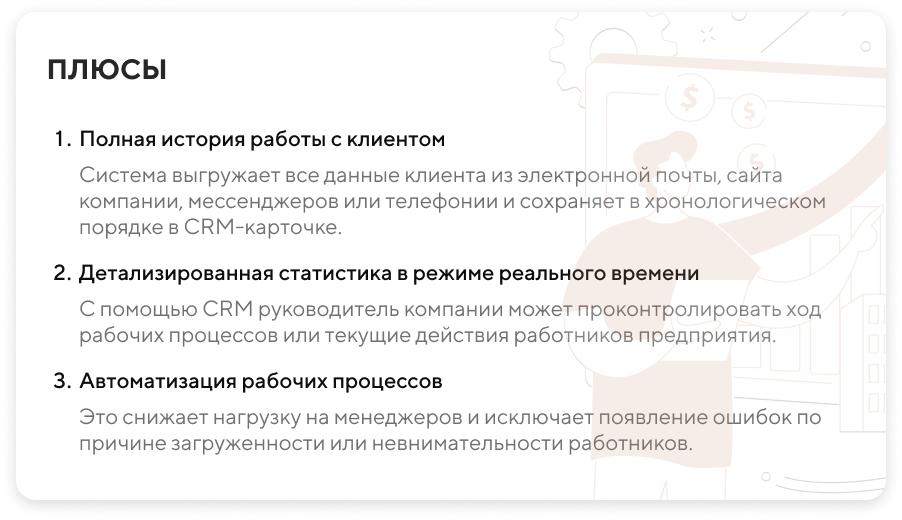 ПЛЮСЫ
1. Полная история работы с клиентом
Система выгружает все данные клиента из электронной почты, сайта
компании, мессенджеров или телефонии и сохраняет в хронологическом
порядке в CRM-карточке.
2. Детализированная статистика в режиме реального времени
С помощью CRM руководитель компании может проконтролировать ход
рабочих процессов или текущие действия работников предприятия.
3. Автоматизация рабочих процессов
Это снижает нагрузку на менеджеров и исключает появление ошибок по
причине загруженности или невнимательности работников.
$
$
$